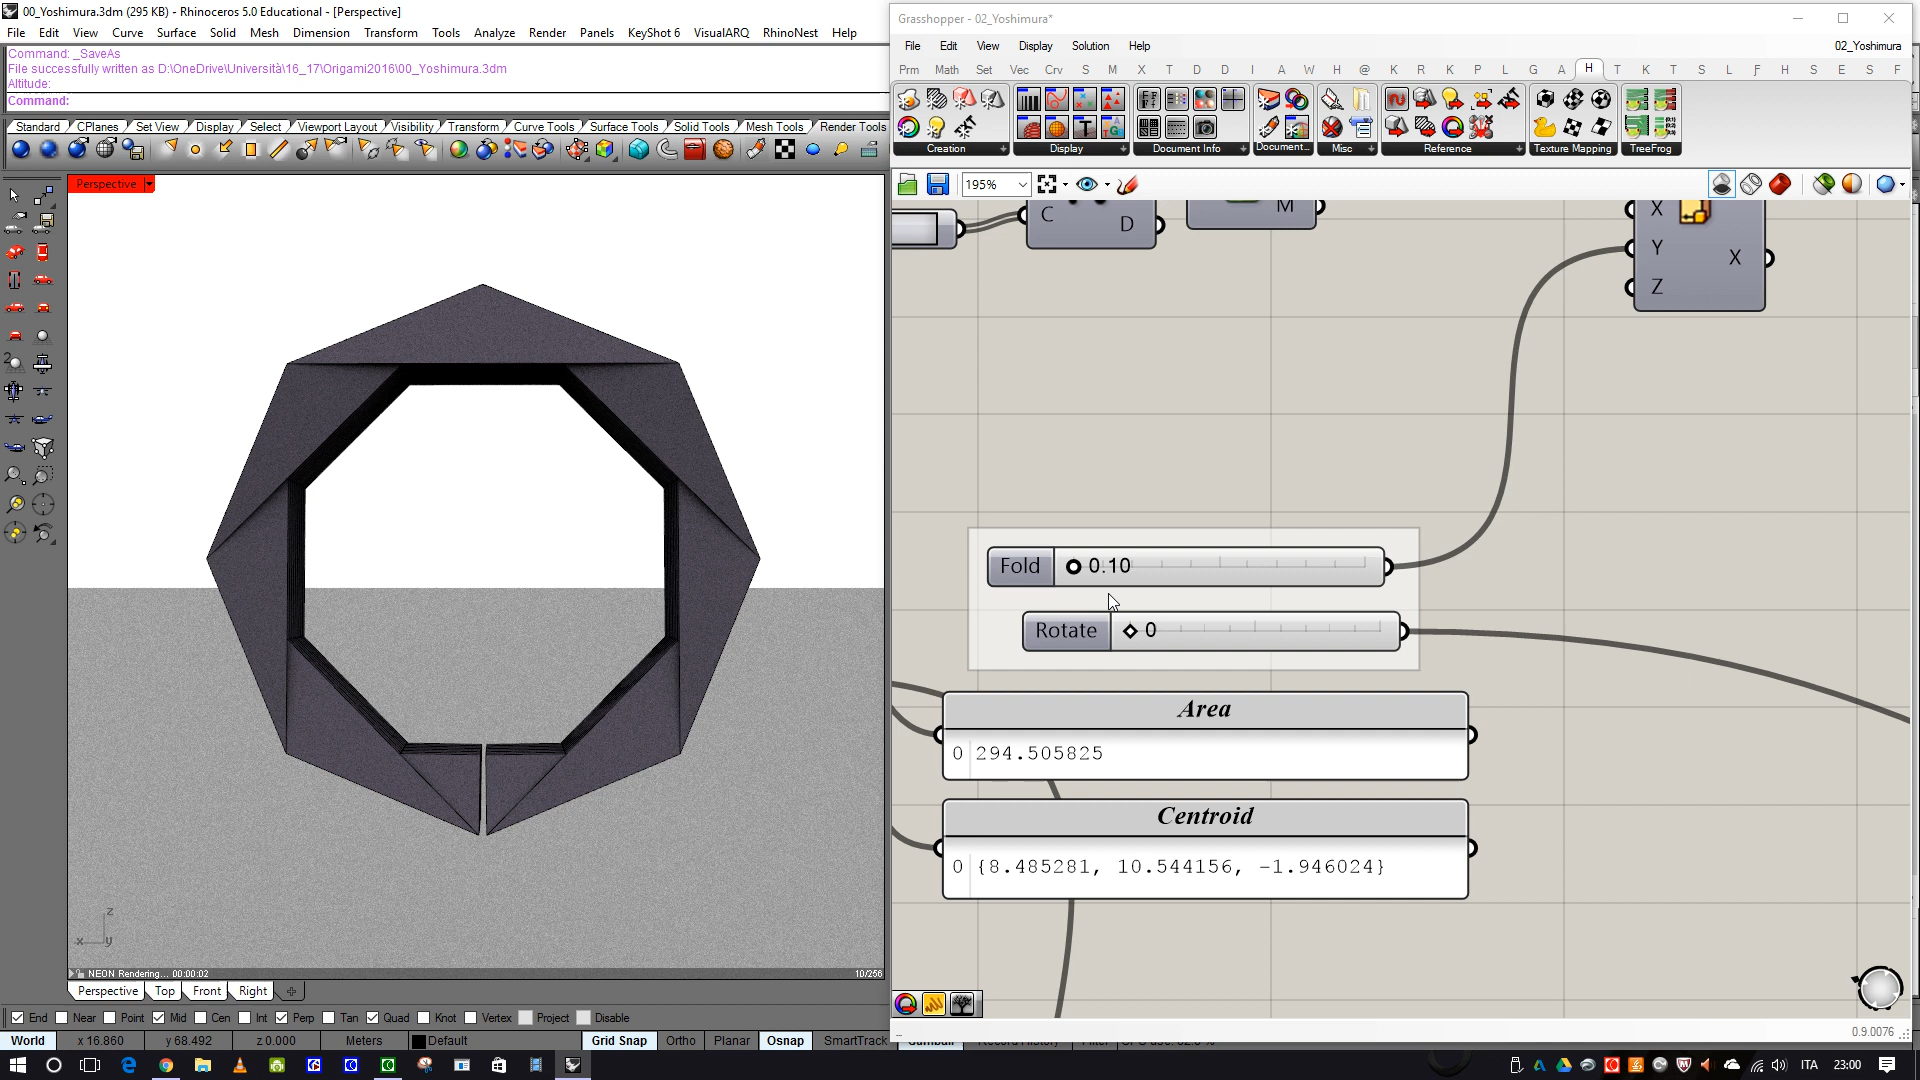 00_Yoshimura.3dm (295 KB) - Rhinoceros 5.0 Educational - [Perspective]
File Edit View Curve Surface Solid Mesh Dimension Transform Tools Analyze Render Panels KeyShot 6 VisualARQ RhinoNest Help
Command: _SaveAs
File successfully written as D:\OneDrive\Università\16_17\Origami2016\00_Yoshimura.3dm
Altitude:
Command:
Standard CPlanes Set View Display Select Viewport Layout Visibility Transform Curve Tools Surface Tools Solid Tools Mesh Tools Render Tools
Perspective
z
x y
NEON Rendering... 00:00:02 10/256
Perspective Top Front Right
End Near Point Mid Cen Int Perp Tan Quad Knot Vertex Project Disable
World x 16.860 y 68.492 z 0.000 Meters Default Grid Snap Ortho Planar Osnap SmartTrack
Grasshopper - 02_Yoshimura*
File Edit View Display Solution Help 02_Yoshimura
Prm Math Set Vec Crv S M X T D D I A W H @ K R K P L G A H T K T S L F H S E S F
Creation Display Document Info Document... Misc Reference Texture Mapping TreeFrog
195%
C D M X Y Z X
Fold 0.10
Rotate 0
Area
0 294.505825
Centroid
0 {8.485281, 10.544156, -1.946024}
0.9.0076
ITA 23:00